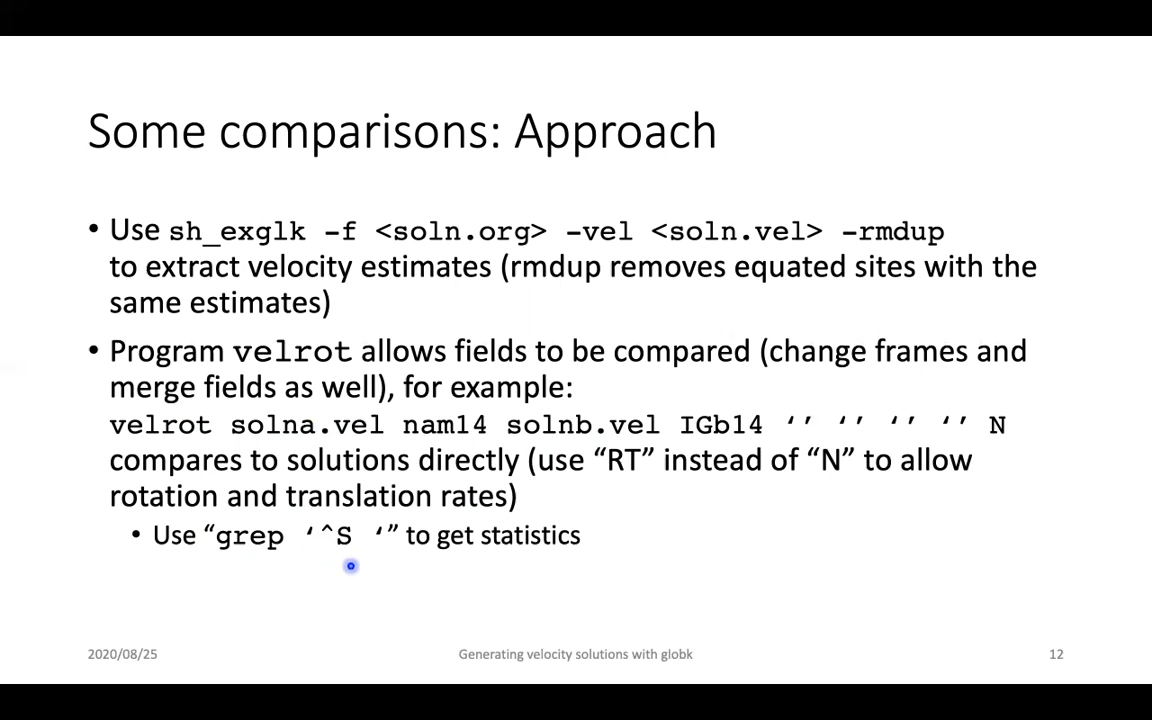 Some comparisons: Approach
• Use sh_exglk -f <soln.org> -vel <soln.vel> -rmdup
to extract velocity estimates (rmdup removes equated sites with the
same estimates)
• Program velrot allows fields to be compared (change frames and
merge fields as well), for example:
velrot solna.vel nam14 solnb.vel IGb14 ‘’ ‘’ ‘’ ‘’ N
compares to solutions directly (use “RT” instead of “N” to allow
rotation and translation rates)
• Use “grep ‘^S ‘” to get statistics
2020/08/25
Generating velocity solutions with globk
12